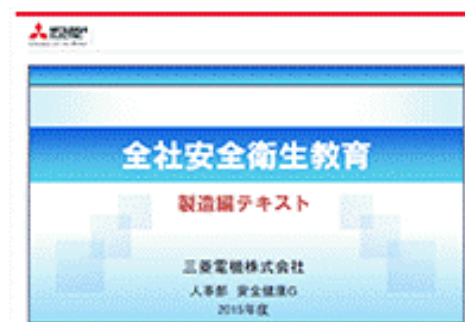 全社安全衛生教育
製造編テキスト
三菱電機株式会社
人事部 安全健康G
2015年度